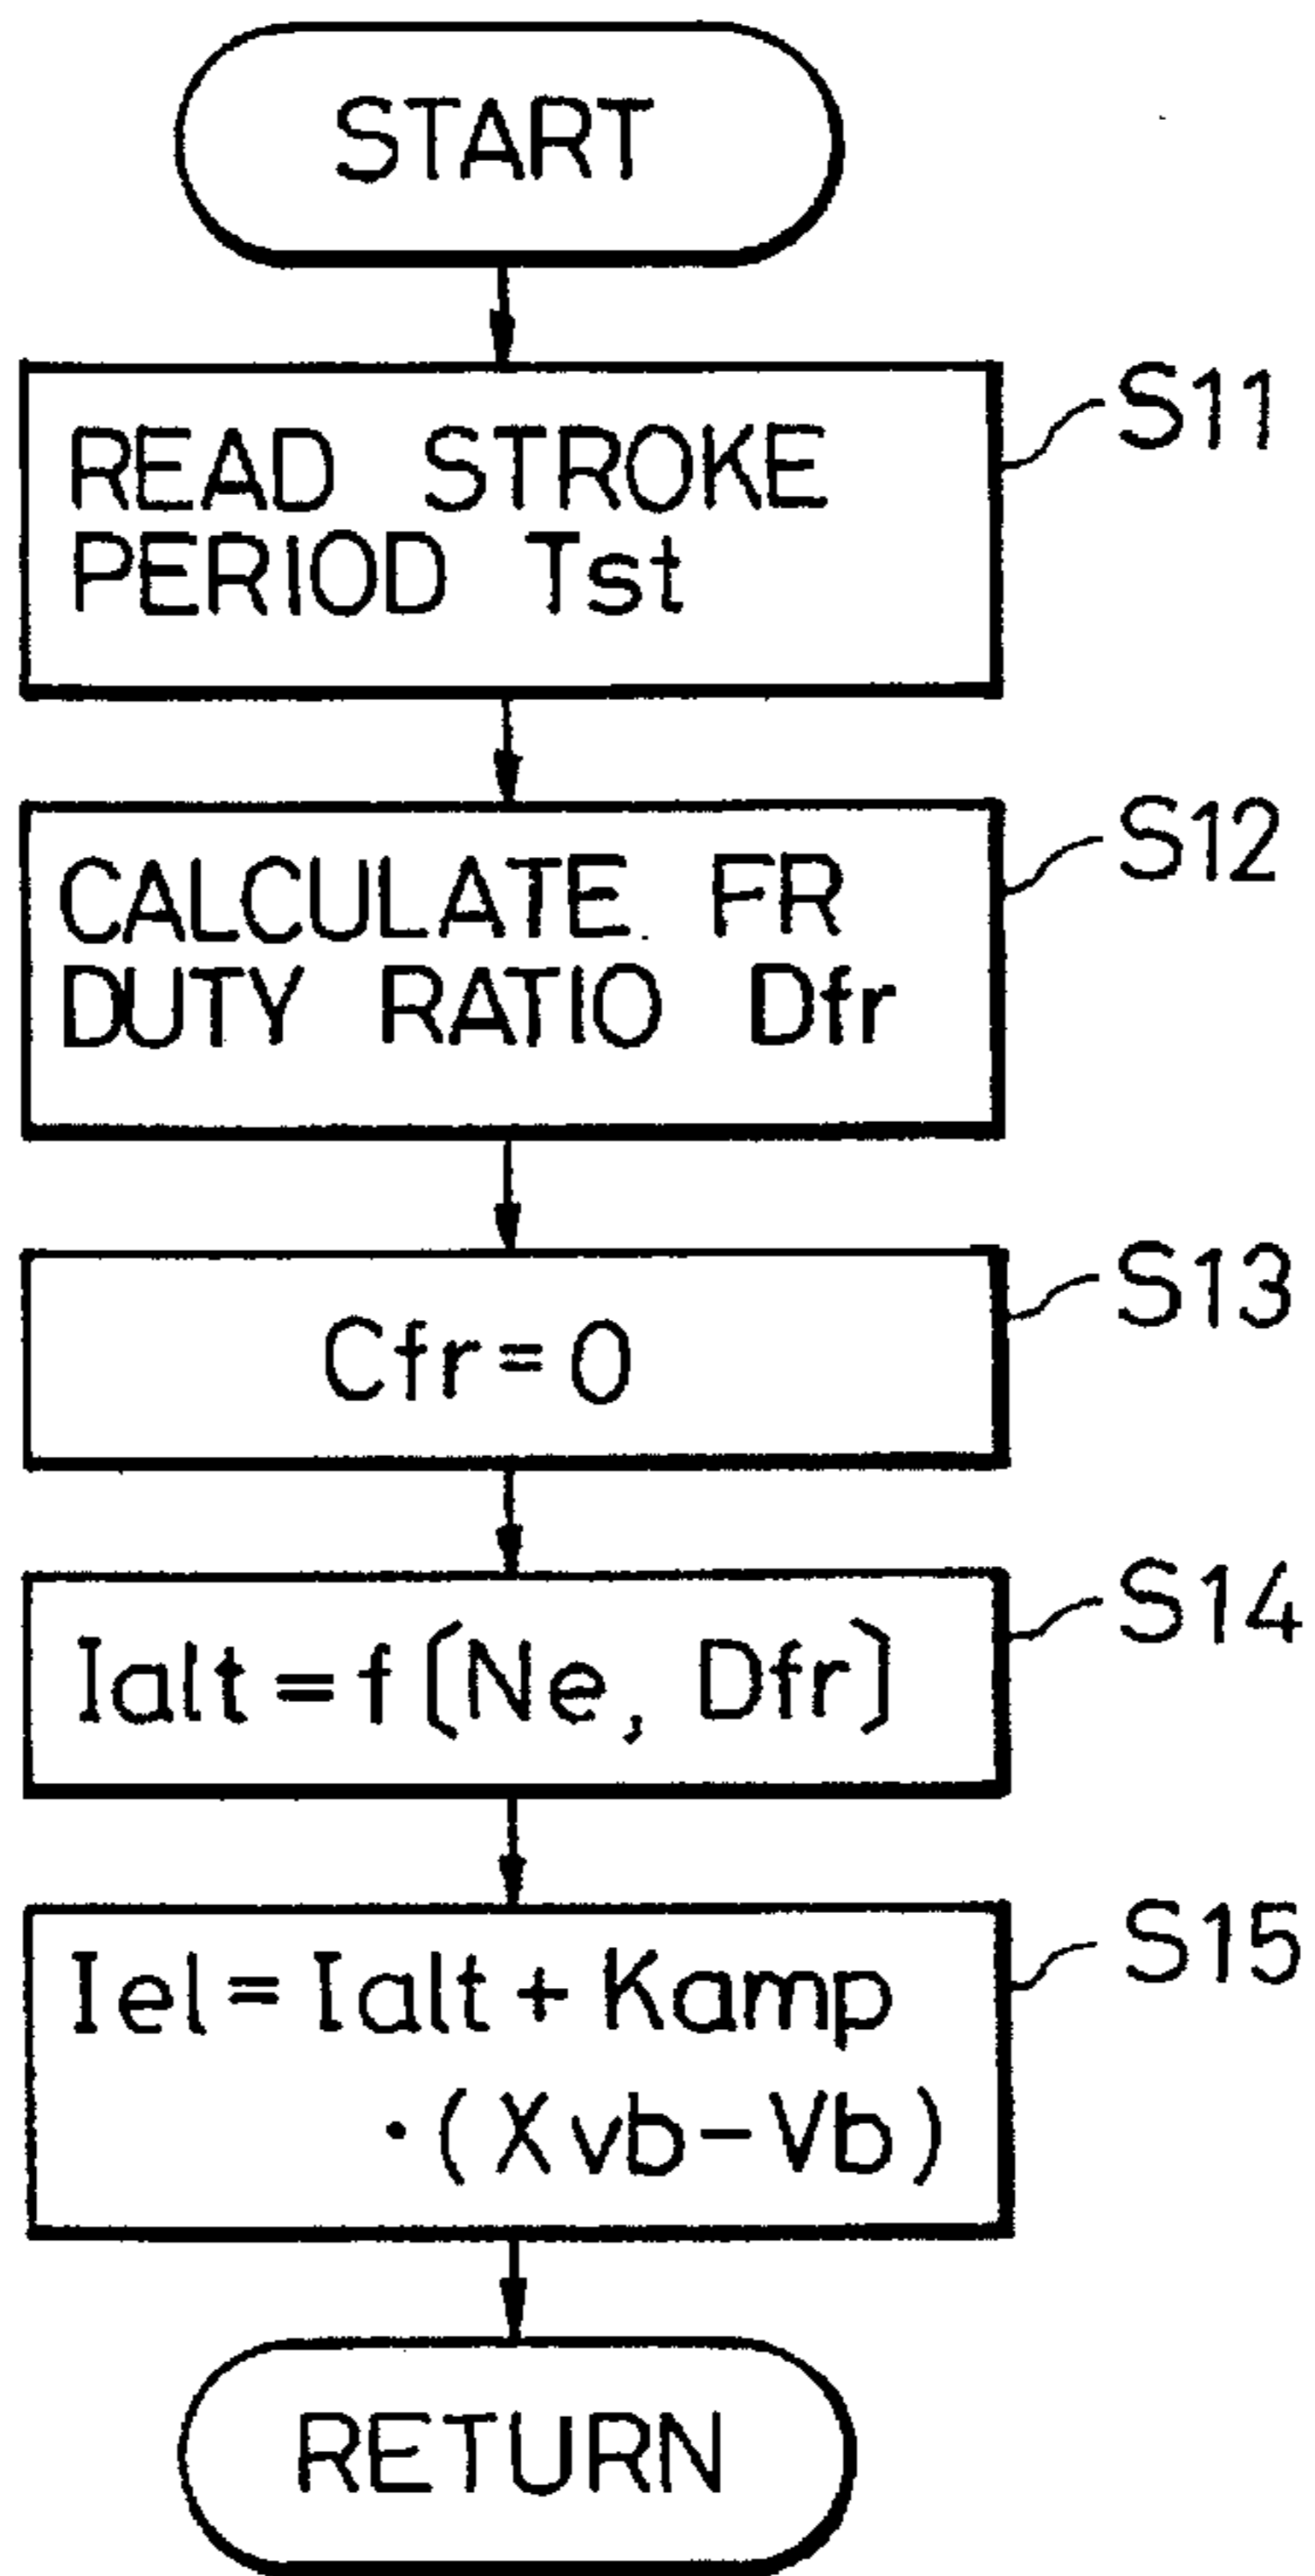 START
S11
READ STROKE
PERIOD Tst
S12
CALCULATE FR
DUTY RATIO Dfr
S13
Cfr=0
S14
Ialt=f(Ne, Dfr)
S15
Iel=Ialt+Kamp
·(Xvb-Vb)
RETURN